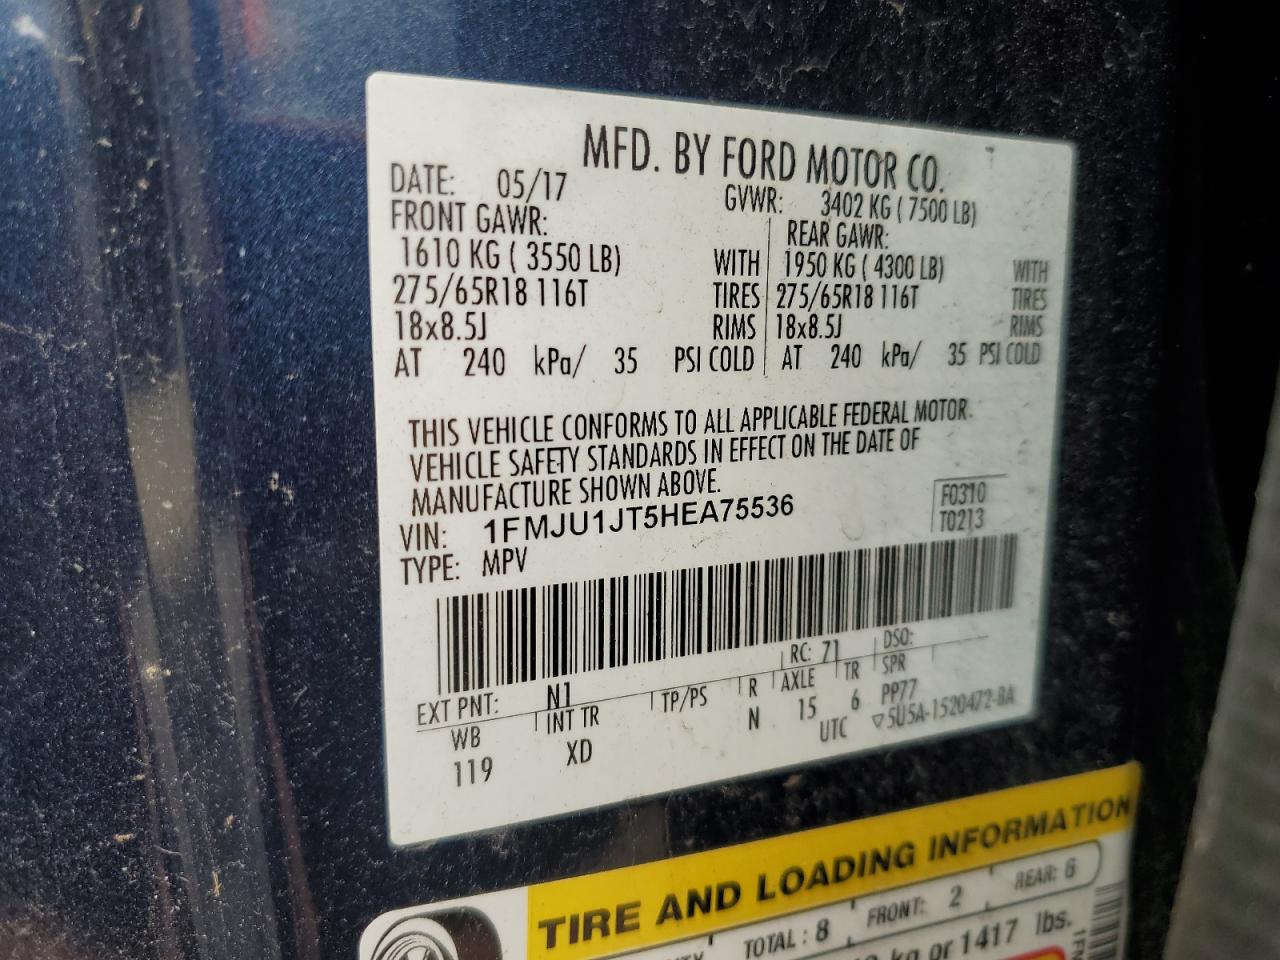 MFD. BY FORD MOTOR CO.
DATE: 05/17 GVWR: 3402 KG ( 7500 LB)
FRONT GAWR: REAR GAWR:
1610 KG ( 3550 LB) WITH 1950 KG ( 4300 LB) WITH
275/65R18 116T TIRES 275/65R18 116T TIRES
18x8.5J RIMS 18x8.5J RIMS
AT 240 kPa/ 35 PSI COLD AT 240 kPa/ 35 PSI COLD
THIS VEHICLE CONFORMS TO ALL APPLICABLE FEDERAL MOTOR
VEHICLE SAFETY STANDARDS IN EFFECT ON THE DATE OF
MANUFACTURE SHOWN ABOVE.
F0310
VIN: 1FMJU1JT5HEA75536 T0213
TYPE: MPV
EXT PNT: N1 RC: 71 DSO:
WB INT TR TP/PS R AXLE TR SPR
119 XD N 15 6 PP77
UTC ▽5U5A-1520472-BA
TIRE AND LOADING INFORMATION
TOTAL : 8 FRONT: 2 REAR: 6
kg or 1417 lbs.